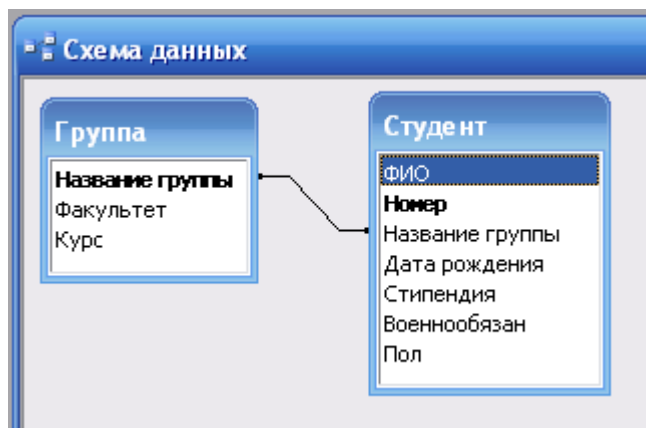 Схема данных
Группа
Название группы
Факультет
Курс
Студент
ФИО
Номер
Название группы
Дата рождения
Стипендия
Военнообязан
Пол